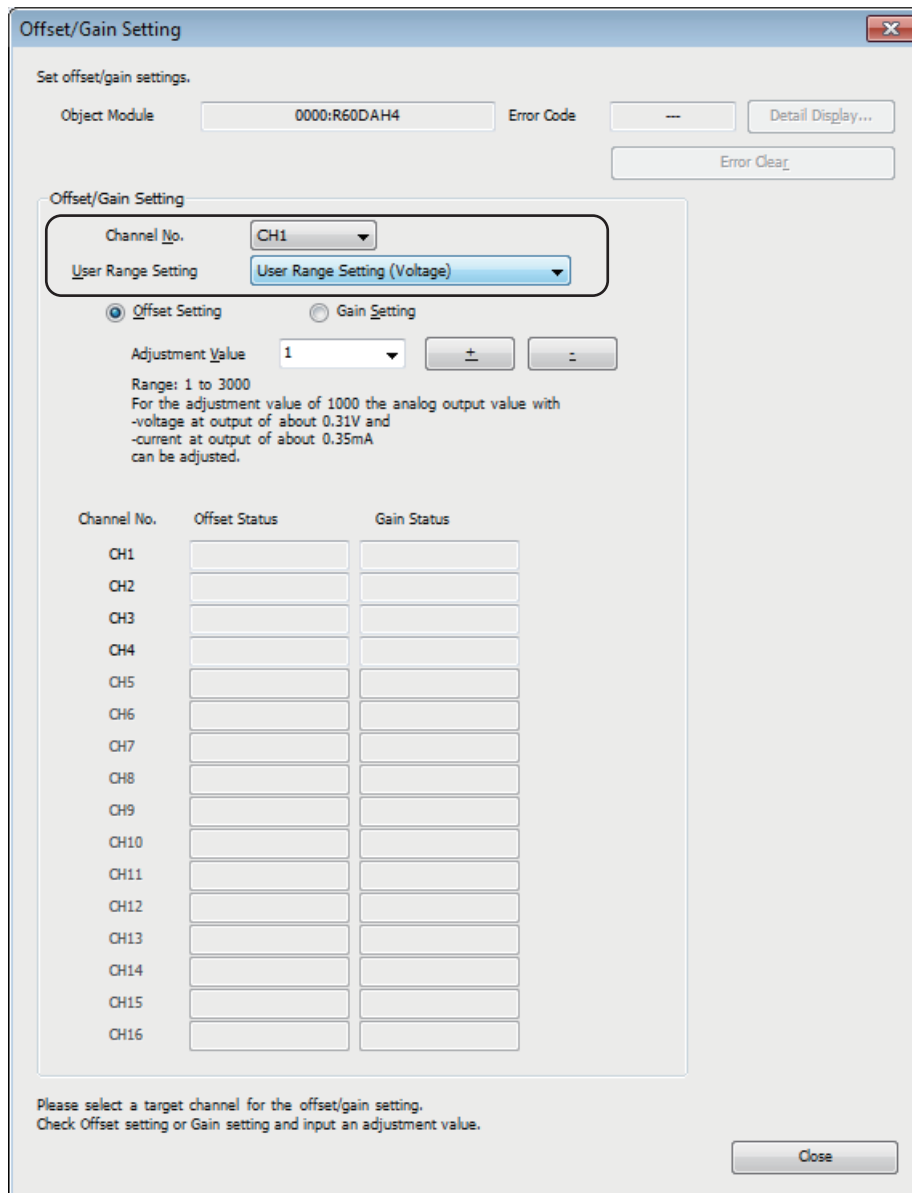 Offset/Gain Setting
Set offset/gain settings.
Object Module 0000:R60DAH4 Error Code --- Detail Display...
Error Clear
Offset/Gain Setting
Channel No. CH1
User Range Setting User Range Setting (Voltage)
Offset Setting Gain Setting
Adjustment Value 1 + -
Range: 1 to 3000
For the adjustment value of 1000 the analog output value with
-voltage at output of about 0.31V and
-current at output of about 0.35mA
can be adjusted.
Channel No. Offset Status Gain Status
CH1
CH2
CH3
CH4
CH5
CH6
CH7
CH8
CH9
CH10
CH11
CH12
CH13
CH14
CH15
CH16
Please select a target channel for the offset/gain setting.
Check Offset setting or Gain setting and input an adjustment value.
Close